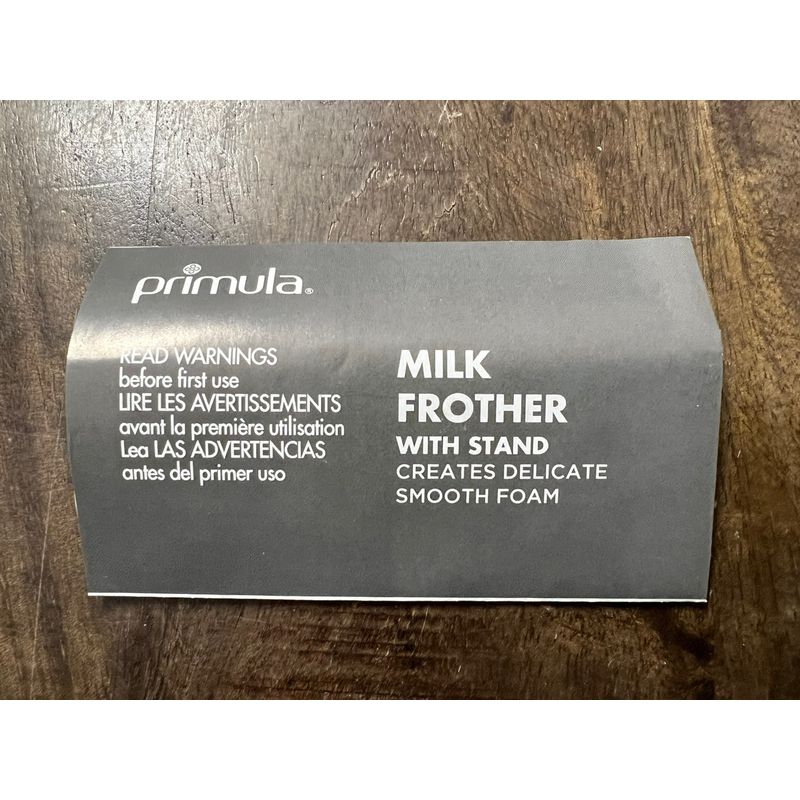 primula®
READ WARNINGS
before first use
LIRE LES AVERTISSEMENTS
avant la première utilisation
Lea LAS ADVERTENCIAS
antes del primer uso
MILK
FROTHER
WITH STAND
CREATES DELICATE
SMOOTH FOAM